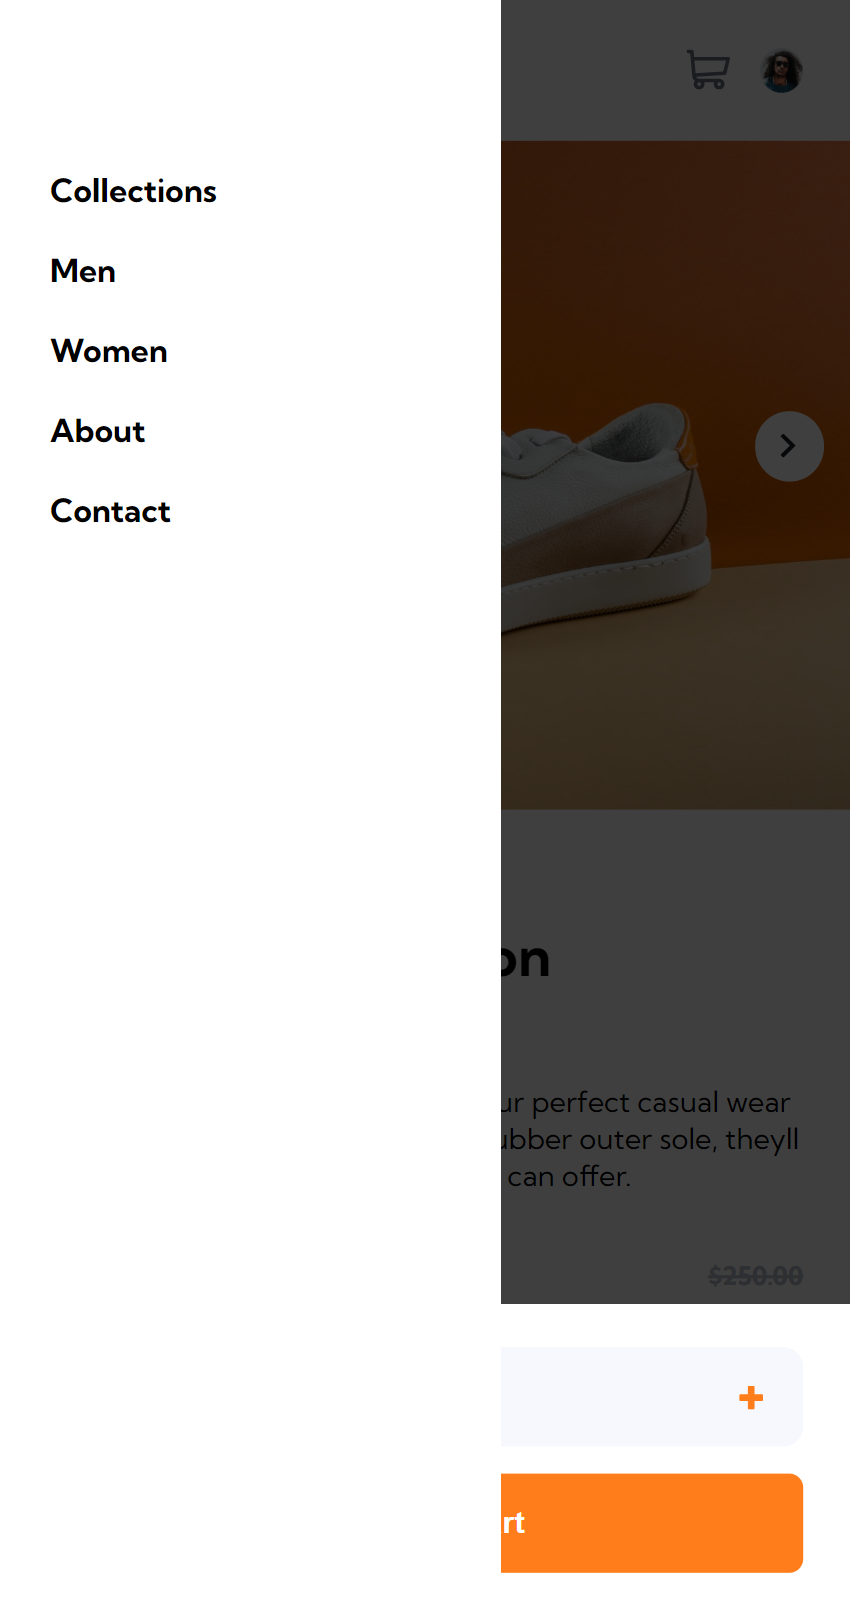 Collections
Men
Women
About
Contact
on
ur perfect casual wear
ubber outer sole, theyll
can offer.
$250.00
rt